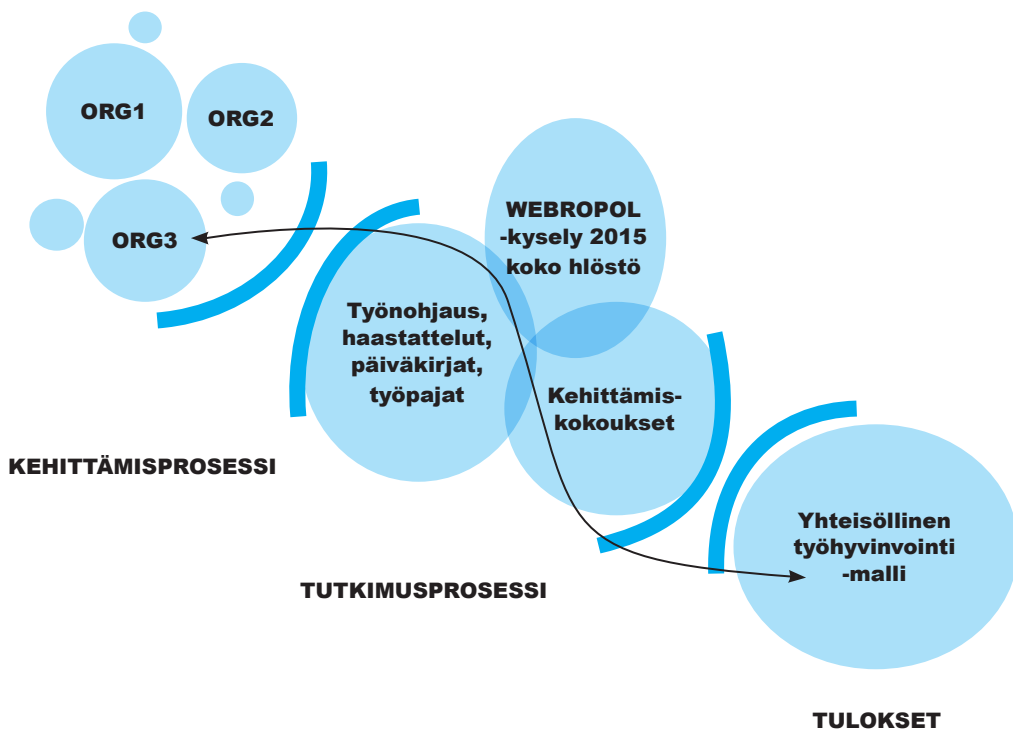 ORG1
ORG2
ORG3
WEBROPOL
-kysely 2015
koko hlöstö
Työnohjaus,
haastattelut,
päiväkirjat,
työpajat
Kehittämis-
kokoukset
KEHITTÄMISPROSESSI
Yhteisöllinen
työhyvinvointi
-malli
TUTKIMUSPROSESSI
TULOKSET